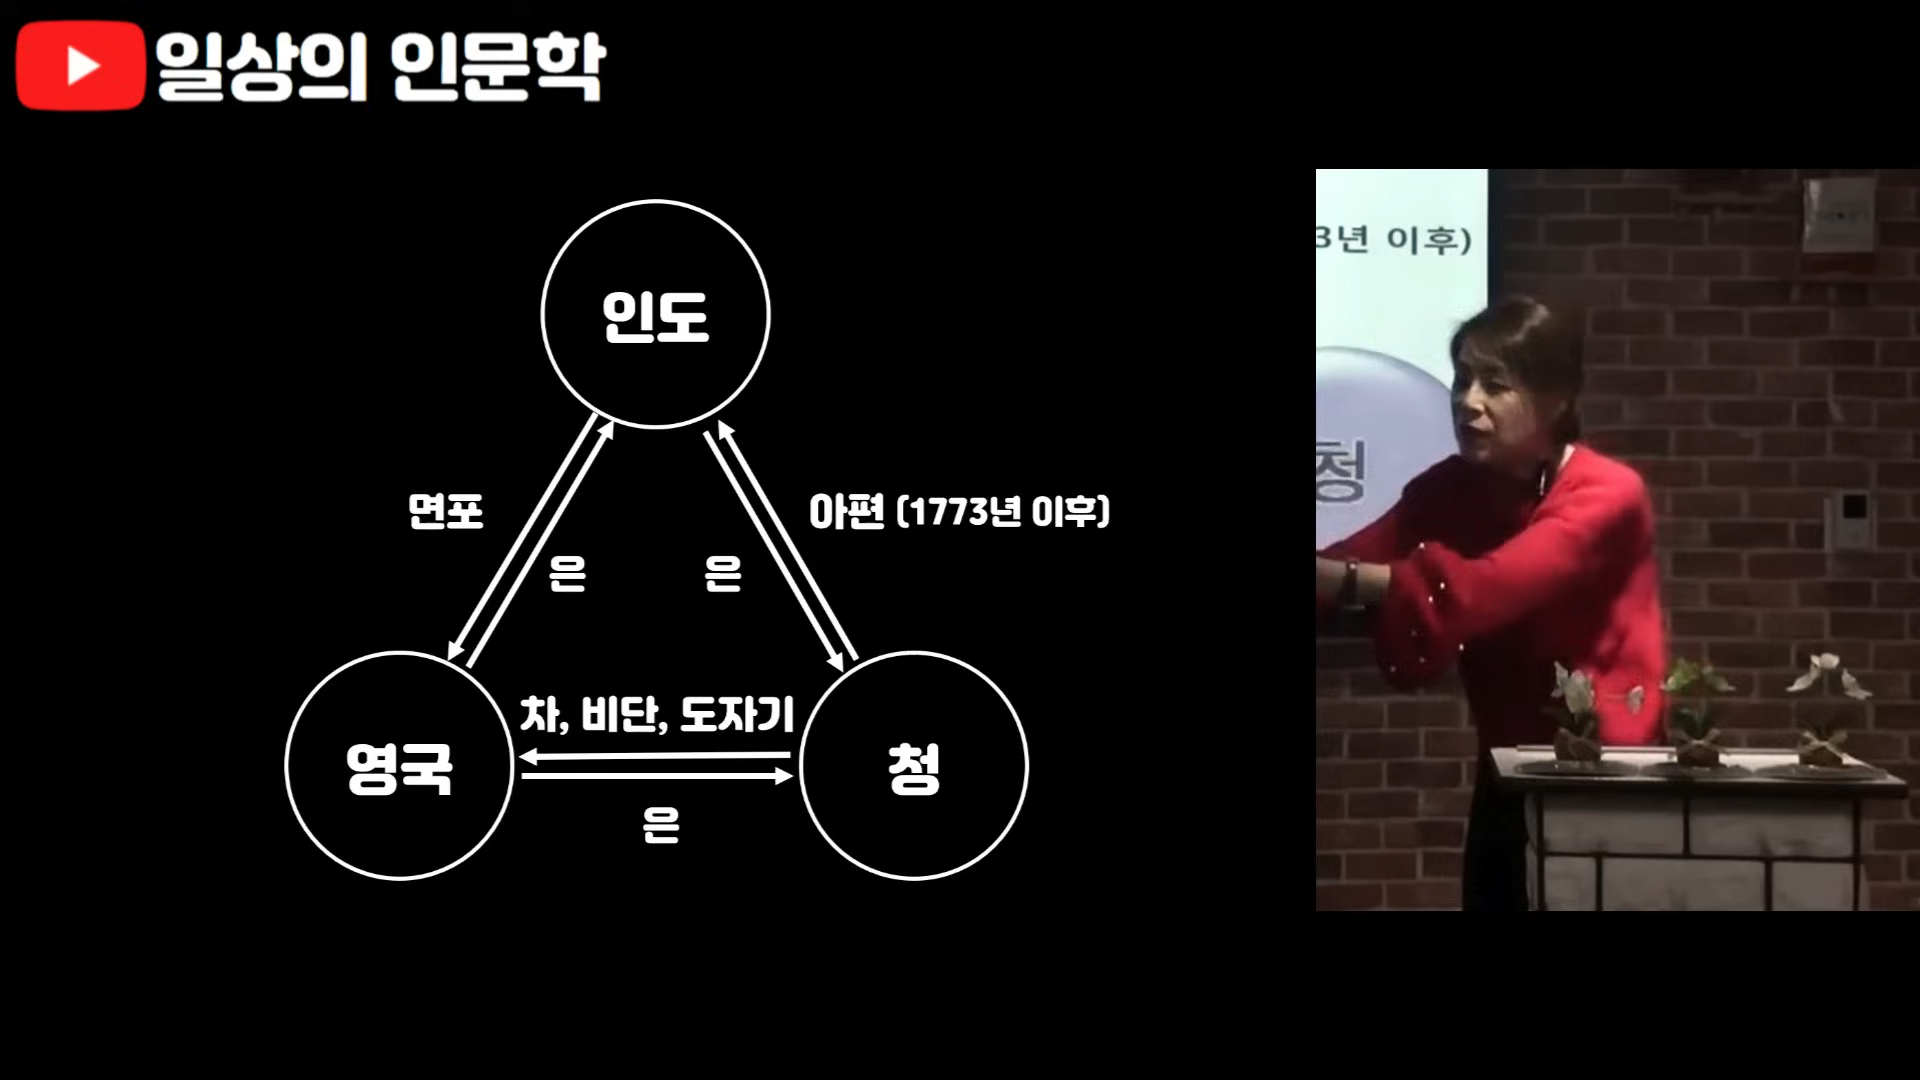 일상의 인문학
인도
면포
아편 (1773년 이후)
은
은
차, 비단, 도자기
영국
청
은
3년 이후)
청